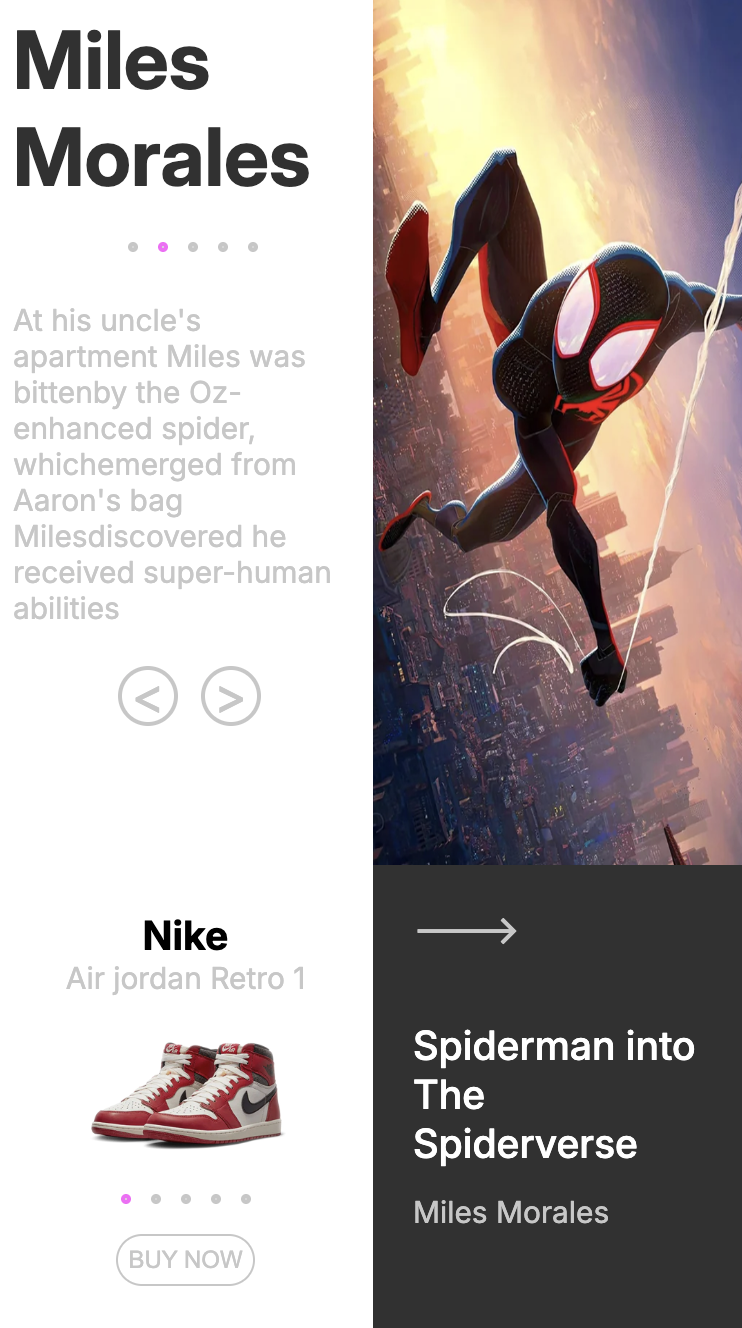 Miles
Morales
At his uncle's
apartment Miles was
bittenby the Oz-
enhanced spider,
whichemerged from
Aaron's bag
Milesdiscovered he
received super-human
abilities
< >
Nike
Air jordan Retro 1
BUY NOW
Spiderman into
The
Spiderverse
Miles Morales